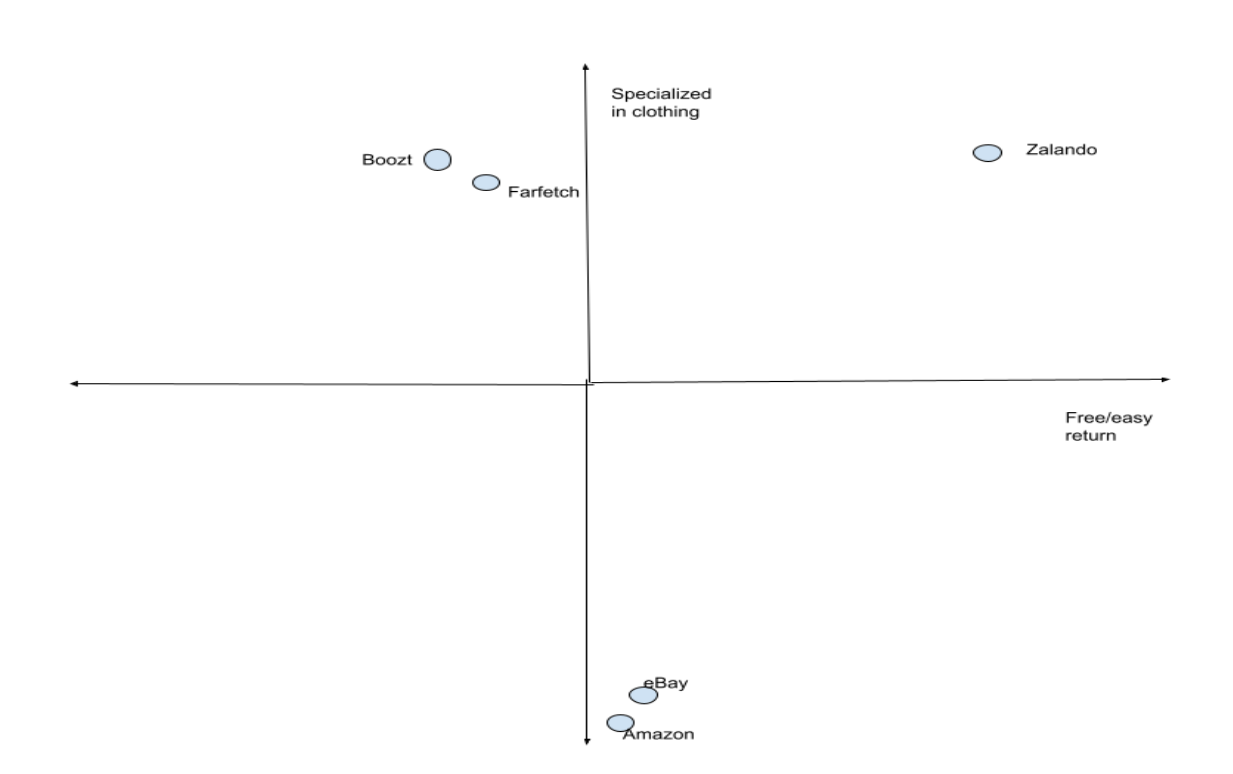 Specialized
in clothing
Zalando
Boozt
Farfetch
Free/easy
return
eBay
Amazon